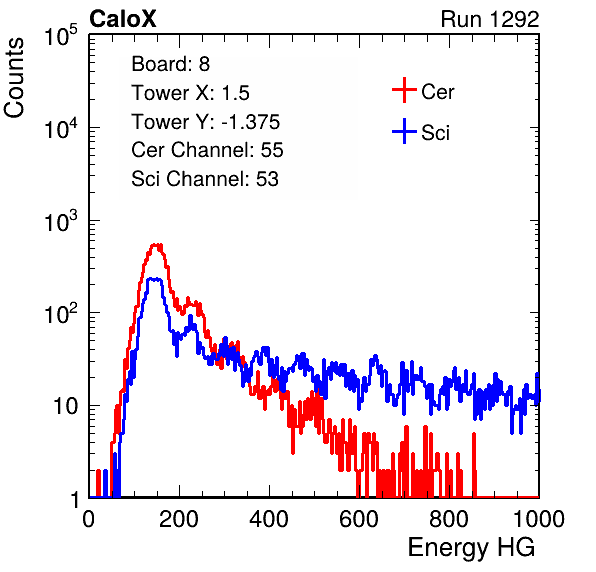 CaloX Run 1292
Counts
Board: 8
Tower X: 1.5
Tower Y: -1.375
Cer Channel: 55
Sci Channel: 53
Cer
Sci
10^5
10^4
10^3
10^2
10
1
0 200 400 600 800 1000
Energy HG